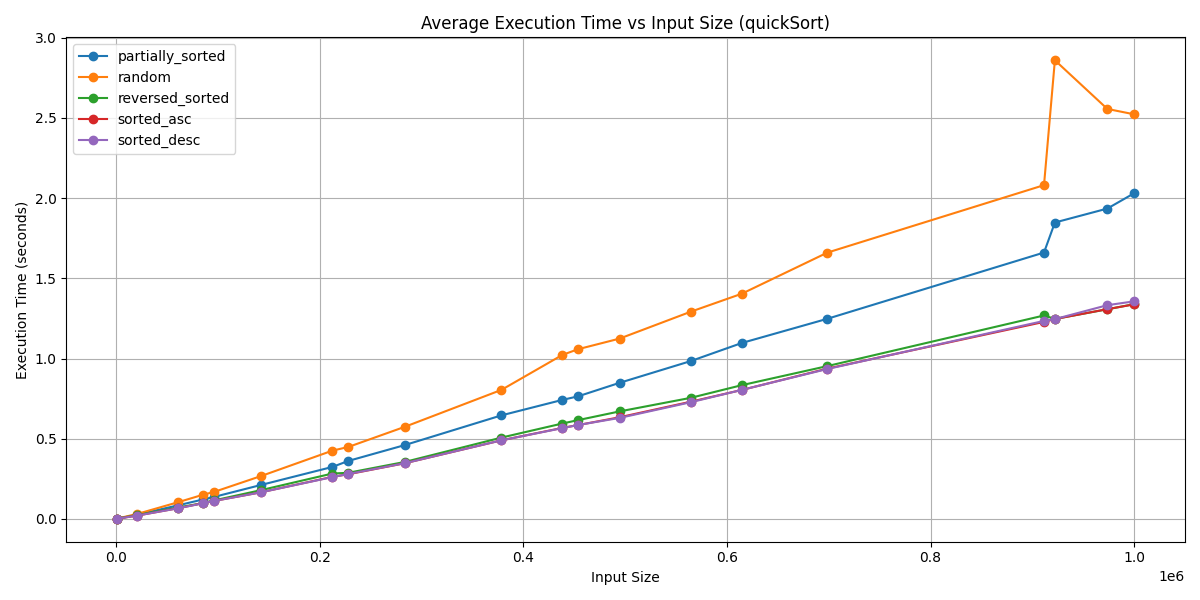 Average Execution Time vs Input Size (quickSort)
partially_sorted
random
reversed_sorted
sorted_asc
sorted_desc
Execution Time (seconds)
3.0
2.5
2.0
1.5
1.0
0.5
0.0
0.0 0.2 0.4 0.6 0.8 1.0
1e6
Input Size